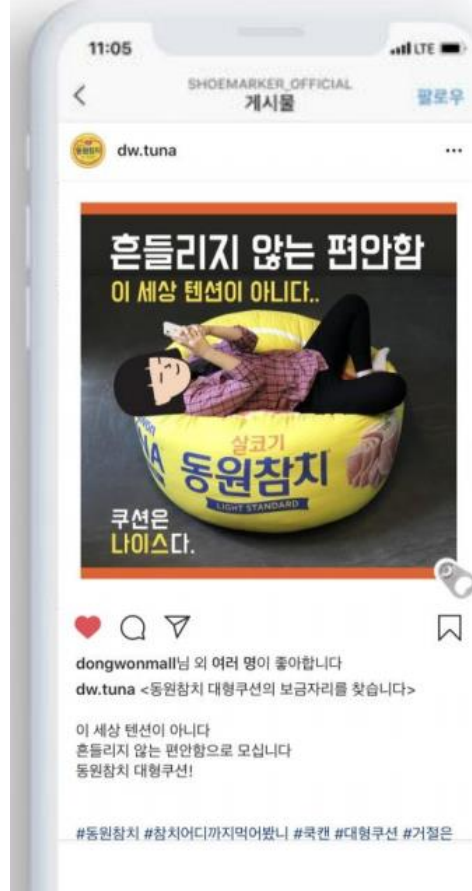 11:05
LTE
SHOEMARKER_OFFICIAL
게시물
팔로우
dw.tuna
흔들리지 않는 편안함
이 세상 텐션이 아니다..
살코기
동원참치
LIGHT STANDARD
쿠션은
나이스다.
dongwonmall님 외 여러 명이 좋아합니다
dw.tuna <동원참치 대형쿠션의 보금자리를 찾습니다>
이 세상 텐션이 아니다
흔들리지 않는 편안함으로 모십니다
동원참치 대형쿠션!
#동원참치 #참치어디까지먹어봤니 #쿡캔 #대형쿠션 #거절은